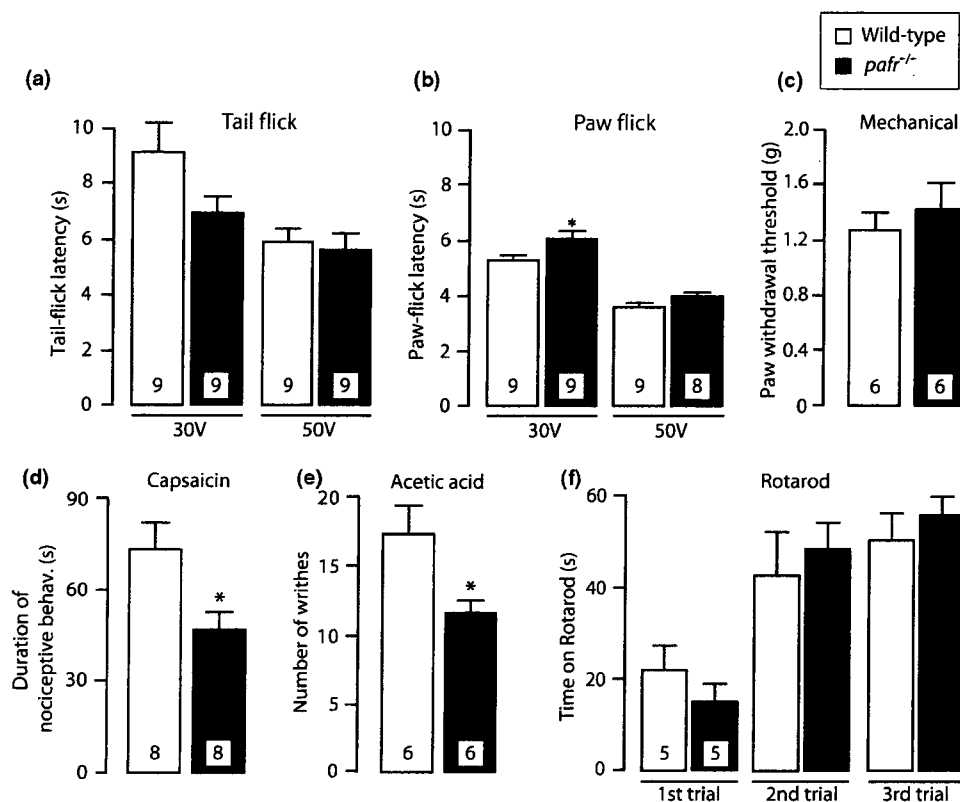 Wild-type
pafr-/-
(a)
Tail flick
Tail-flick latency (s)
10
8
6
4
2
0
9
9
9
9
30V
50V
(b)
Paw flick
Paw-flick latency (s)
10
8
6
4
2
0
*
9
9
9
8
30V
50V
(c)
Mechanical
Paw withdrawal threshold (g)
2.0
1.6
1.2
0.8
0.4
0
6
6
(d)
Capsaicin
Duration of
nociceptive behav. (s)
90
60
30
0
*
8
8
(e)
Acetic acid
Number of writhes
20
15
10
5
0
*
6
6
(f)
Rotarod
Time on Rotarod (s)
60
40
20
0
5
5
1st trial
2nd trial
3rd trial